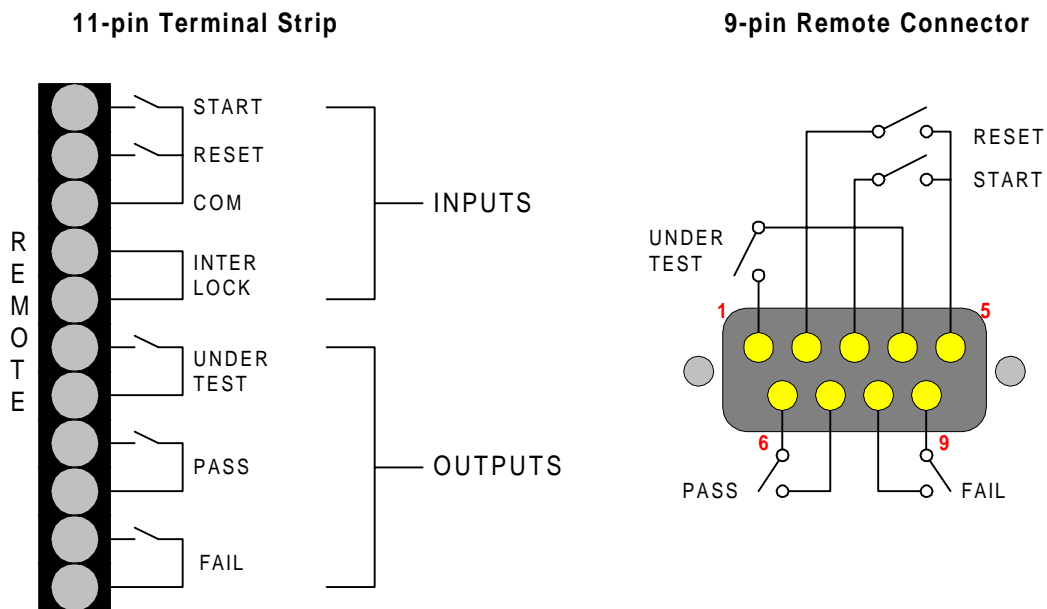 11-pin Terminal Strip
START
RESET
COM
INTER
LOCK
UNDER
TEST
PASS
FAIL
INPUTS
OUTPUTS
REMOTE
9-pin Remote Connector
RESET
START
UNDER
TEST
1
5
6
9
PASS
FAIL